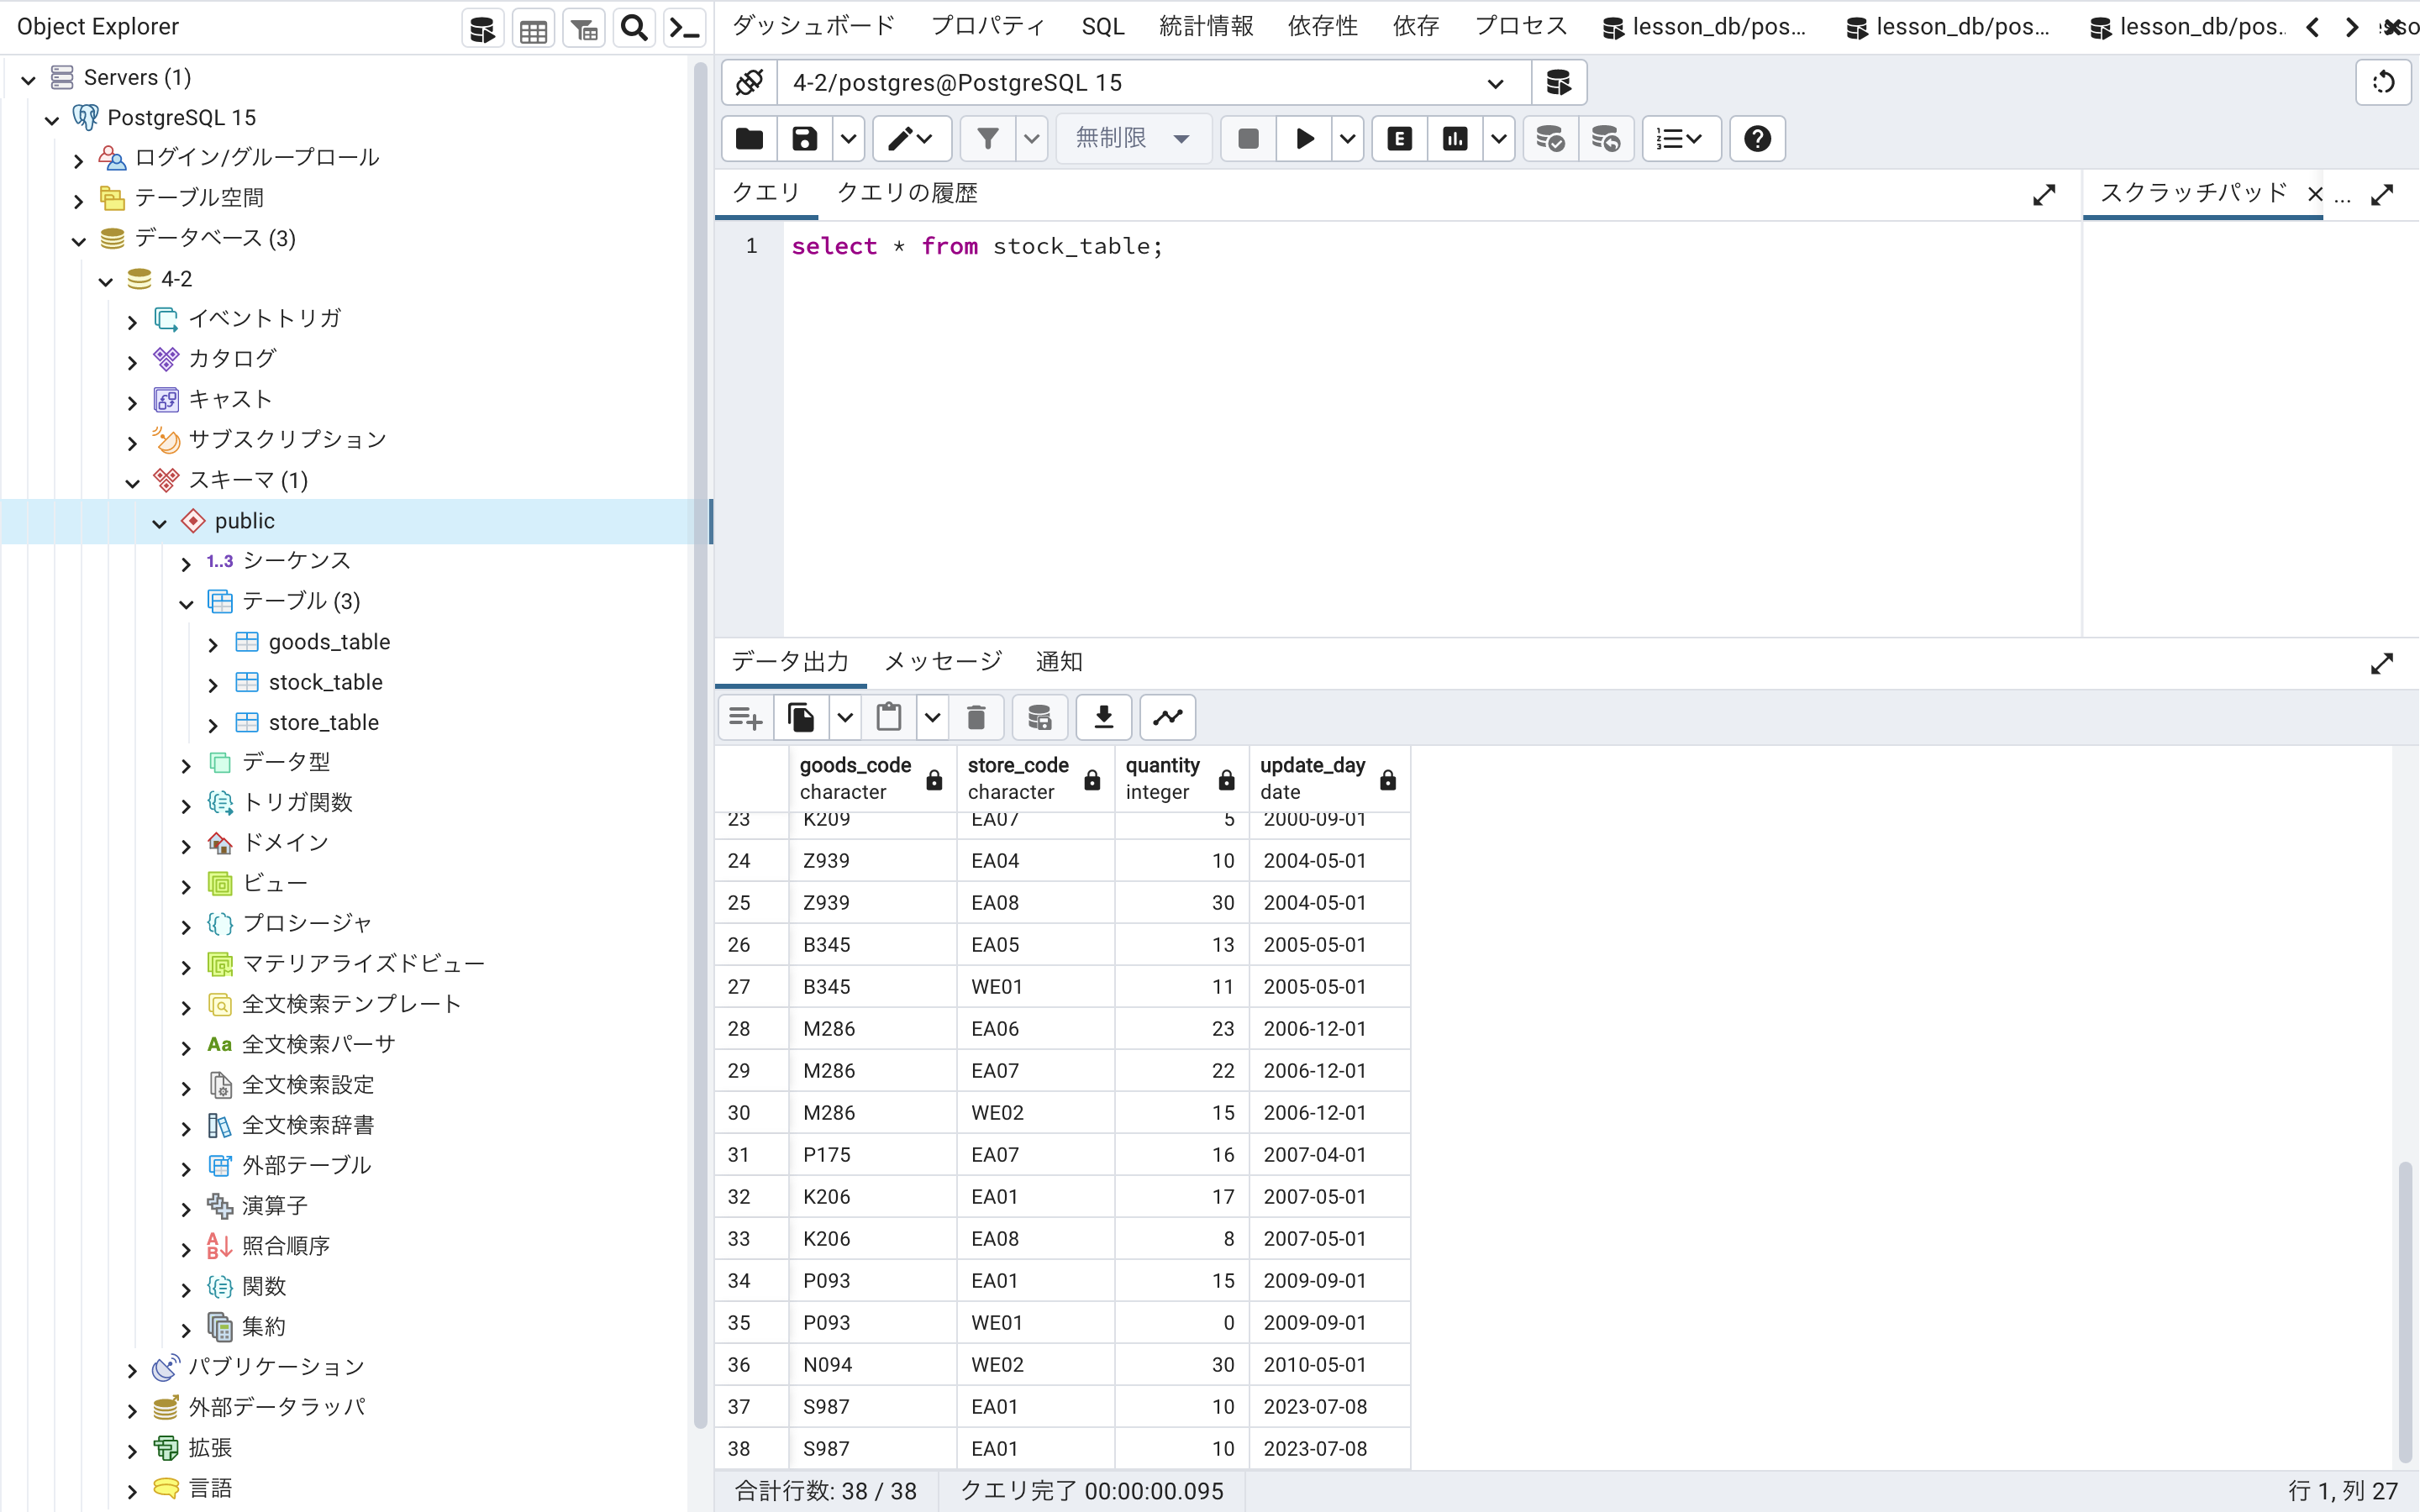 Object Explorer
Servers (1)
PostgreSQL 15
ログイン/グループロール
テーブル空間
データベース (3)
4-2
イベントトリガ
カタログ
キャスト
サブスクリプション
スキーマ (1)
public
1..3 シーケンス
テーブル (3)
goods_table
stock_table
store_table
データ型
トリガ関数
ドメイン
ビュー
プロシージャ
マテリアライズドビュー
全文検索テンプレート
Aa 全文検索パーサ
全文検索設定
全文検索辞書
外部テーブル
演算子
照合順序
関数
集約
パブリケーション
外部データラッパ
拡張
言語
ダッシュボード プロパティ SQL 統計情報 依存性 依存 プロセス lesson_db/pos... lesson_db/pos... lesson_db/pos..
4-2/postgres@PostgreSQL 15
無制限 E
クエリ クエリの履歴 スクラッチパッド ...
1 select * from stock_table;
データ出力 メッセージ 通知
goods_code store_code quantity update_day
character character integer date
23 K209 EA07 5 2000-09-01
24 Z939 EA04 10 2004-05-01
25 Z939 EA08 30 2004-05-01
26 B345 EA05 13 2005-05-01
27 B345 WE01 11 2005-05-01
28 M286 EA06 23 2006-12-01
29 M286 EA07 22 2006-12-01
30 M286 WE02 15 2006-12-01
31 P175 EA07 16 2007-04-01
32 K206 EA01 17 2007-05-01
33 K206 EA08 8 2007-05-01
34 P093 EA01 15 2009-09-01
35 P093 WE01 0 2009-09-01
36 N094 WE02 30 2010-05-01
37 S987 EA01 10 2023-07-08
38 S987 EA01 10 2023-07-08
合計行数: 38 / 38 クエリ完了 00:00:00.095 行 1, 列 27